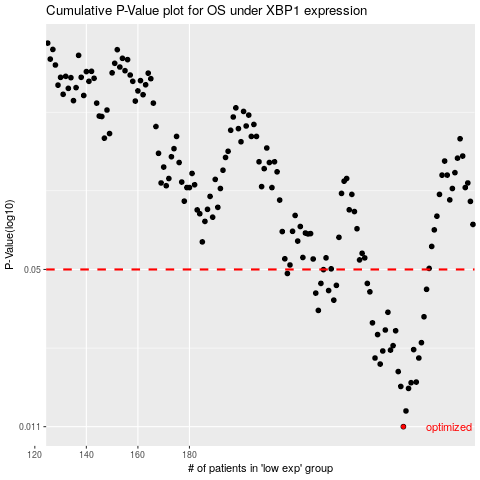 Cumulative P-Value plot for OS under XBP1 expression
P-Value(log10)
0.05
0.011
optimized
120 140 160 180
# of patients in 'low exp' group